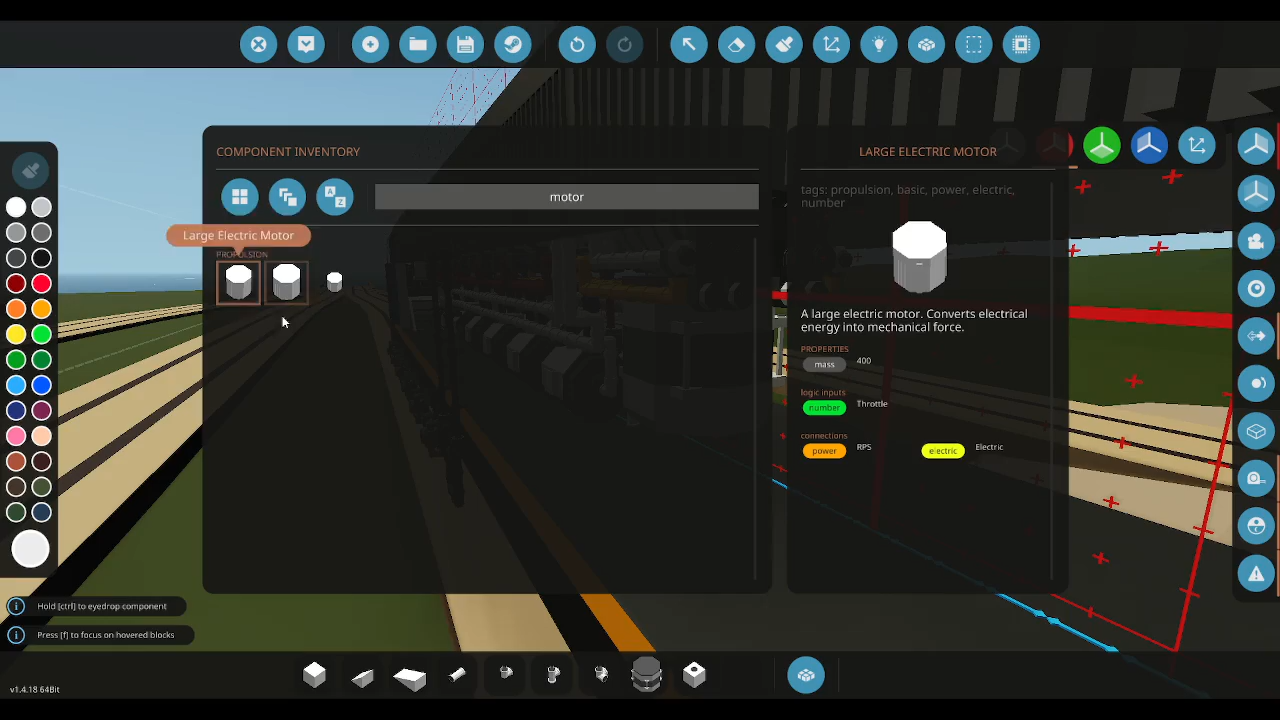 COMPONENT INVENTORY
A
Z
motor
Large Electric Motor
PROPULSION
LARGE ELECTRIC MOTOR
tags: propulsion, basic, power, electric,
number
A large electric motor. Converts electrical
energy into mechanical force.
PROPERTIES
mass 400
logic inputs
number Throttle
connections
power RPS electric Electric
Hold [ctrl] to eyedrop component
Press [f] to focus on hovered blocks
v1.4.18 64Bit